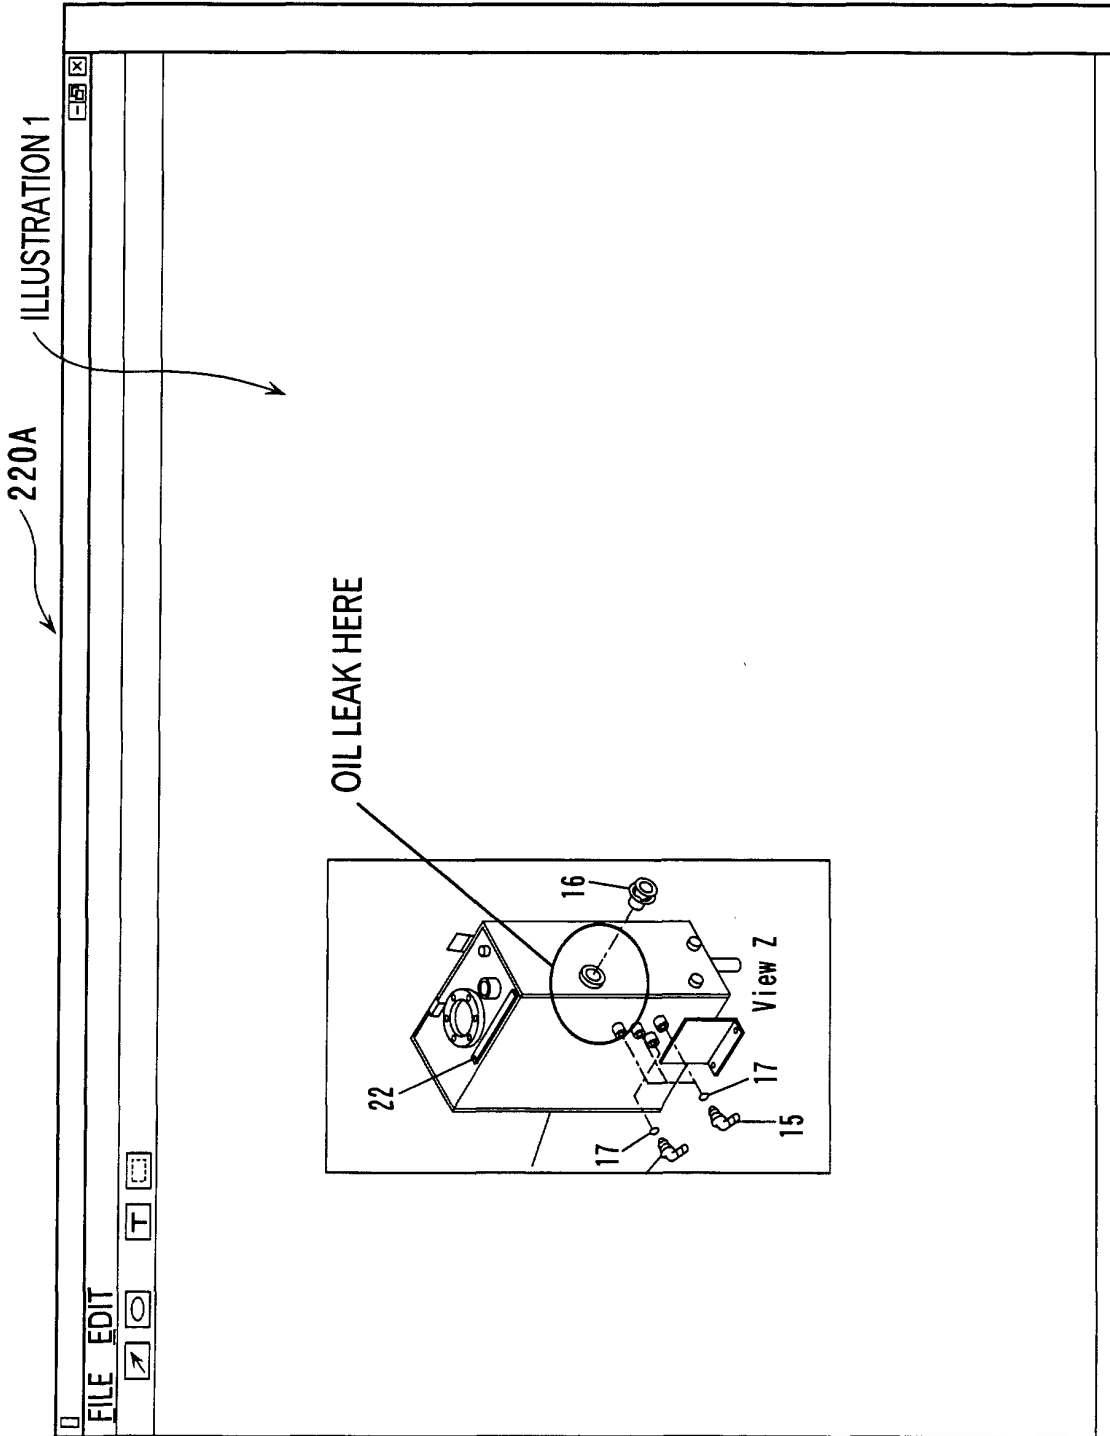 220A
ILLUSTRATION 1
FILE EDIT
T
OIL LEAK HERE
22
16
17
17
15
View Z